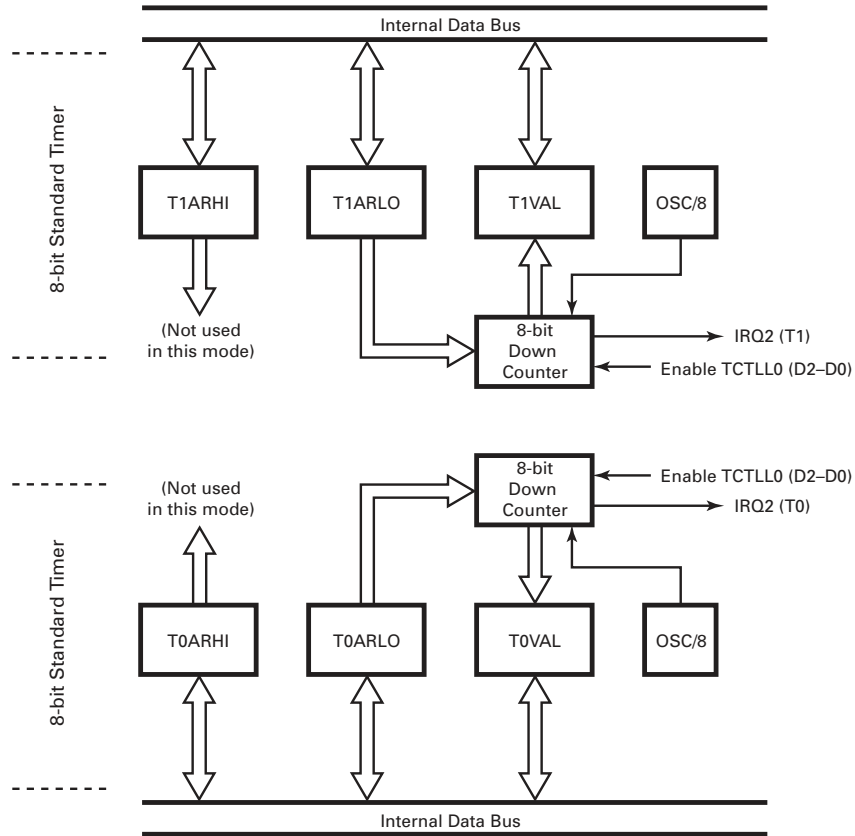 Internal Data Bus
8-bit Standard Timer
T1ARHI
T1ARLO
T1VAL
OSC/8
(Not used
in this mode)
8-bit
Down
Counter
IRQ2 (T1)
Enable TCTLL0 (D2–D0)
8-bit Standard Timer
(Not used
in this mode)
8-bit
Down
Counter
Enable TCTLL0 (D2–D0)
IRQ2 (T0)
T0ARHI
T0ARLO
T0VAL
OSC/8
Internal Data Bus